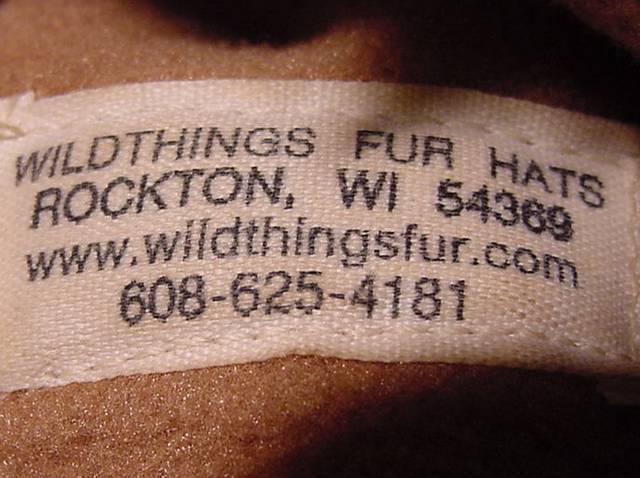 WILDTHINGS FUR HATS
ROCKTON, WI 54369
www.wildthingsfur.com
608-625-4181